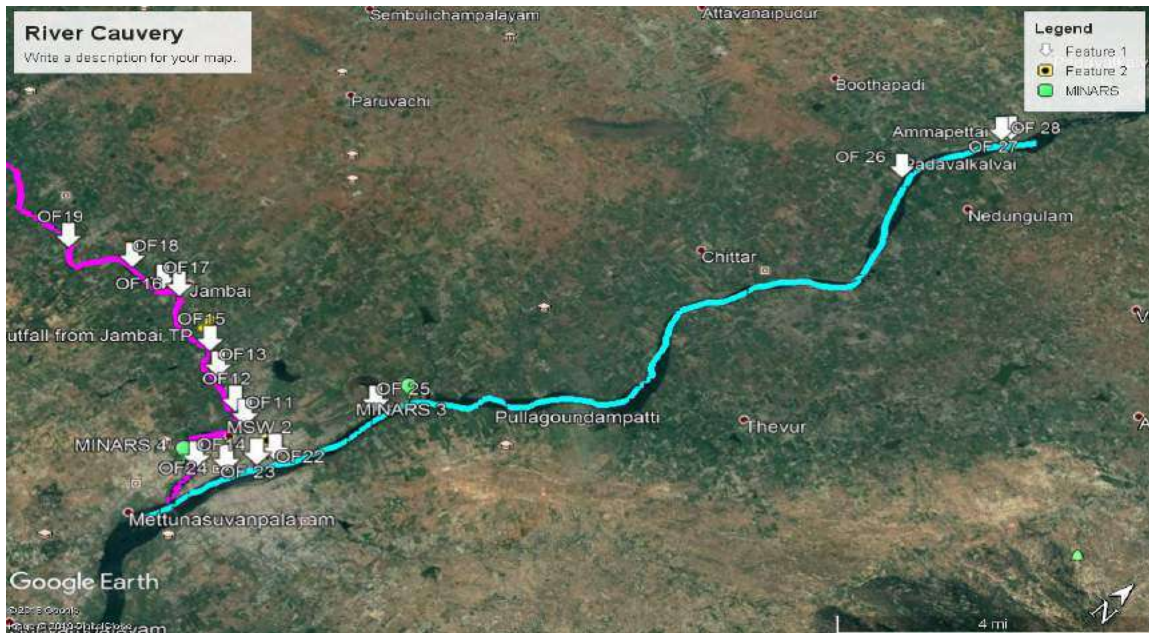 River Cauvery
Write a description for your map.
Legend
Feature 1
Feature 2
MINARS
Sembulichampalayam
Attavanaipudur
Boothapadi
Paruvachi
Ammapettai
OF 28
OF 27
OF 26
Padavalkalvai
Nedungulam
OF19
OF18
OF17
OF16
Jambai
Chittar
OF15
utfall from Jambai TP
OF13
OF12
OF11
OF 25
MINARS 3
Pullagoundampatti
Thevur
MSW 2
MINARS 4
OF14
OF22
OF24
OF 23
Mettunasuvanpalayam
Google Earth
N
4 mi